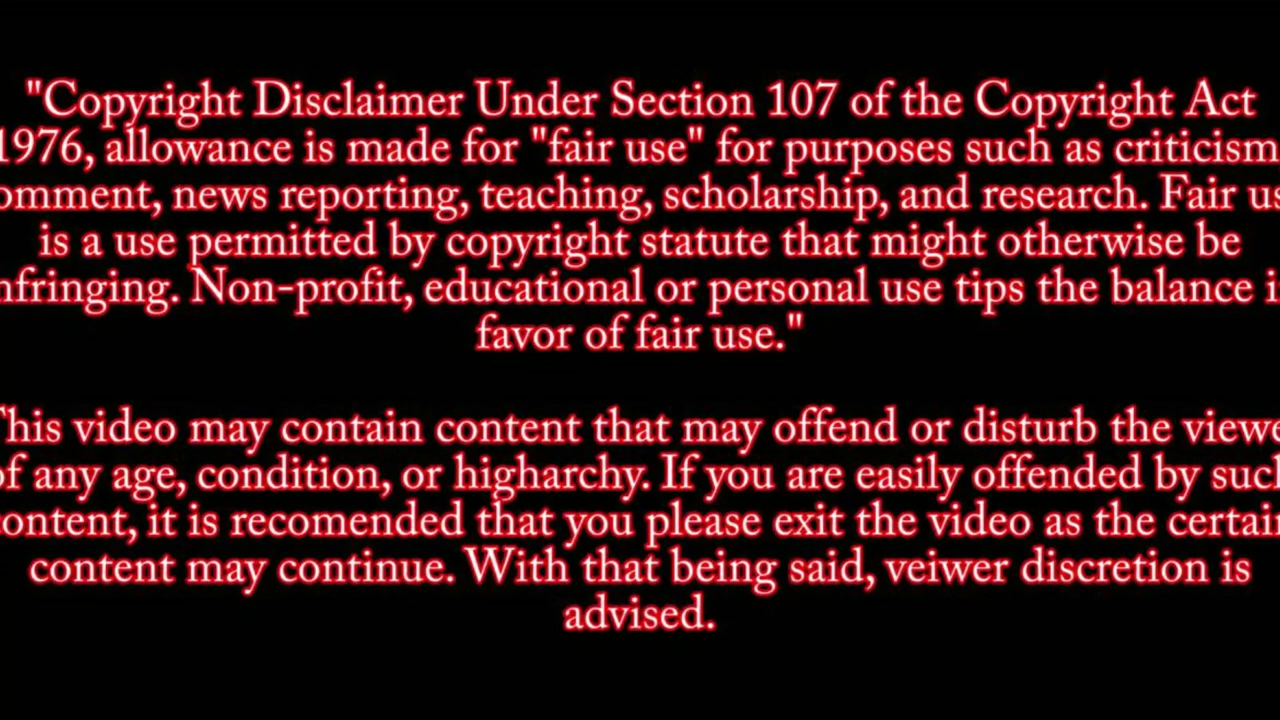 "Copyright Disclaimer Under Section 107 of the Copyright Act
1976, allowance is made for "fair use" for purposes such as criticism
omment, news reporting, teaching, scholarship, and research. Fair us
is a use permitted by copyright statute that might otherwise be
nfringing. Non-profit, educational or personal use tips the balance i
favor of fair use."
This video may contain content that may offend or disturb the viewe
of any age, condition, or higharchy. If you are easily offended by such
content, it is recomended that you please exit the video as the certain
content may continue. With that being said, veiwer discretion is
advised.